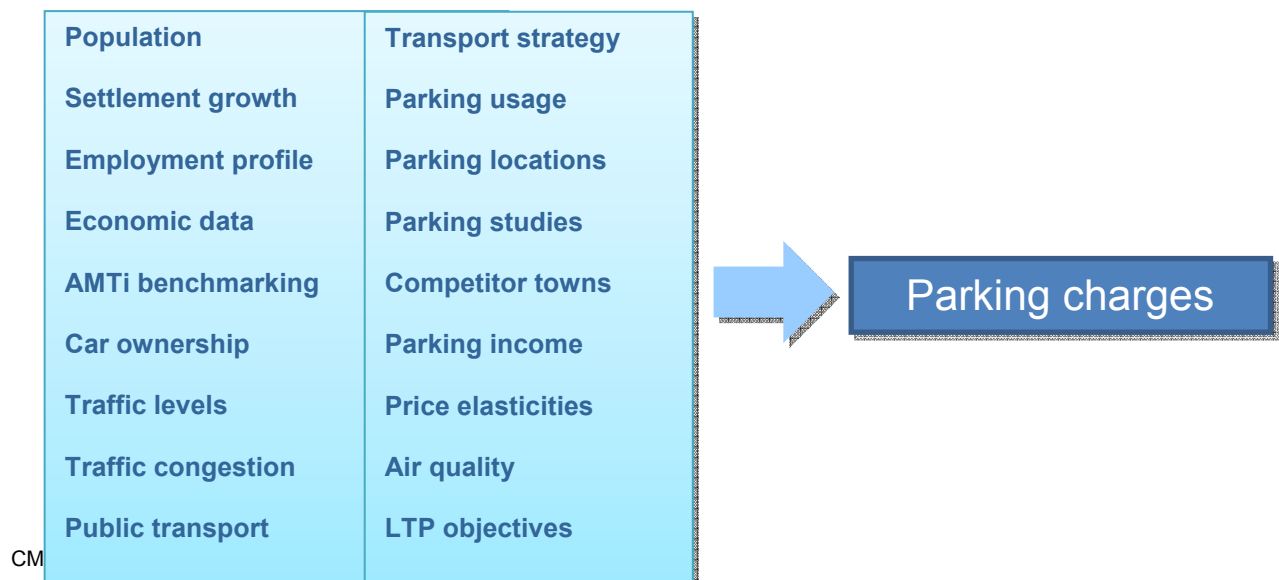 Population
Settlement growth
Employment profile
Economic data
AMTi benchmarking
Car ownership
Traffic levels
Traffic congestion
Public transport
Transport strategy
Parking usage
Parking locations
Parking studies
Competitor towns
Parking income
Price elasticities
Air quality
LTP objectives
Parking charges
CM